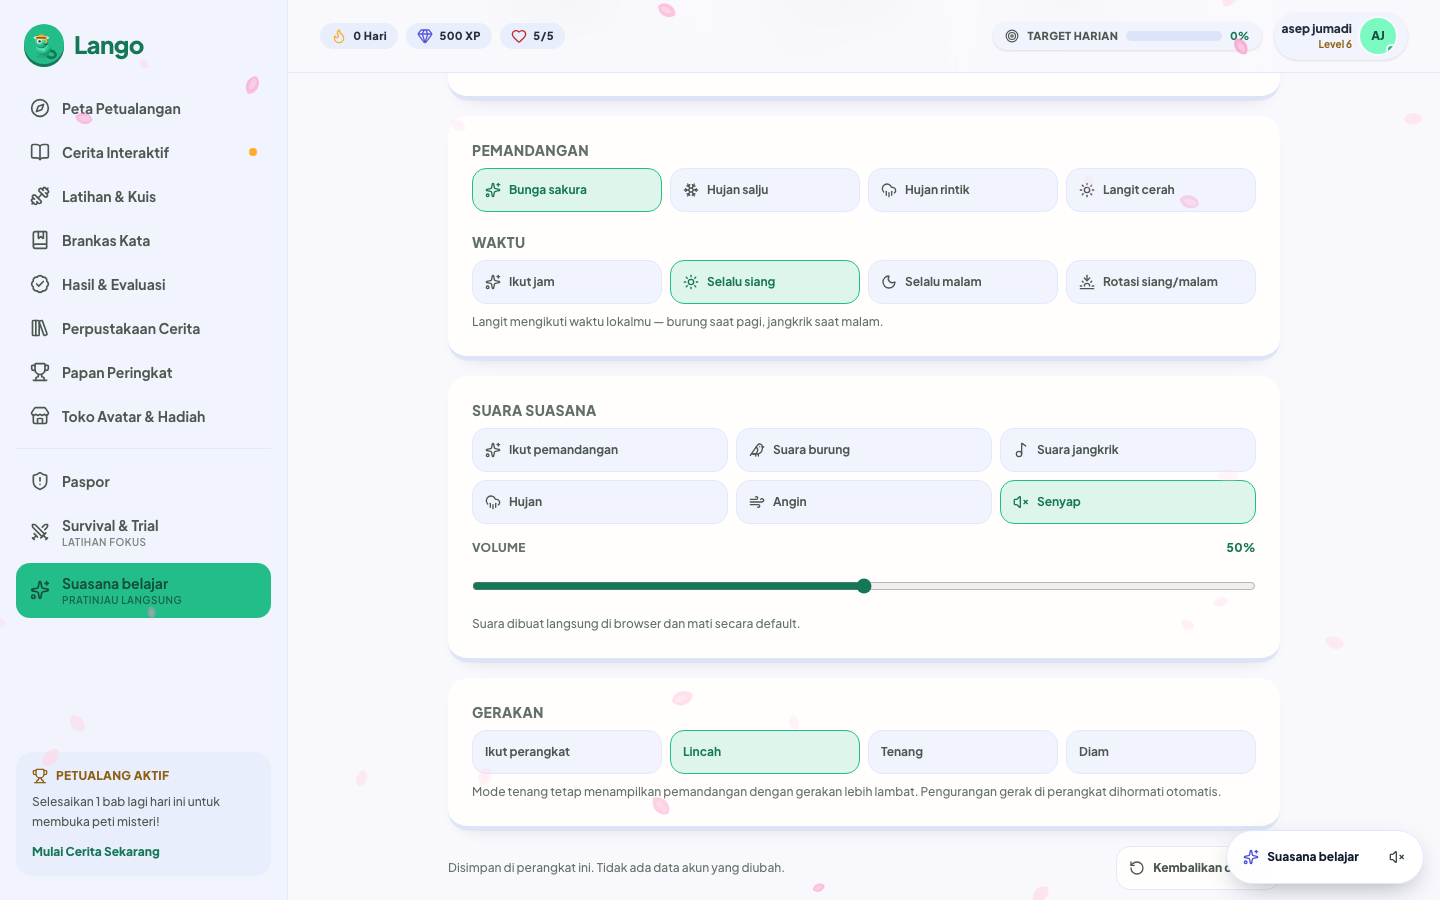 Lango
0 Hari
500 XP
5/5
TARGET HARIAN
0%
asep jumadi
Level 6
AJ
Peta Petualangan
Cerita Interaktif
Latihan & Kuis
Brankas Kata
Hasil & Evaluasi
Perpustakaan Cerita
Papan Peringkat
Toko Avatar & Hadiah
Paspor
Survival & Trial
LATIHAN FOKUS
Suasana belajar
PRATINJAU LANGSUNG
PETUALANG AKTIF
Selesaikan 1 bab lagi hari ini untuk
membuka peti misteri!
Mulai Cerita Sekarang
PEMANDANGAN
Bunga sakura
Hujan salju
Hujan rintik
Langit cerah
WAKTU
Ikut jam
Selalu siang
Selalu malam
Rotasi siang/malam
Langit mengikuti waktu lokalmu — burung saat pagi, jangkrik saat malam.
SUARA SUASANA
Ikut pemandangan
Suara burung
Suara jangkrik
Hujan
Angin
Senyap
VOLUME
50%
Suara dibuat langsung di browser dan mati secara default.
GERAKAN
Ikut perangkat
Lincah
Tenang
Diam
Mode tenang tetap menampilkan pemandangan dengan gerakan lebih lambat. Pengurangan gerak di perangkat dihormati otomatis.
Disimpan di perangkat ini. Tidak ada data akun yang diubah.
Kembalikan
Suasana belajar